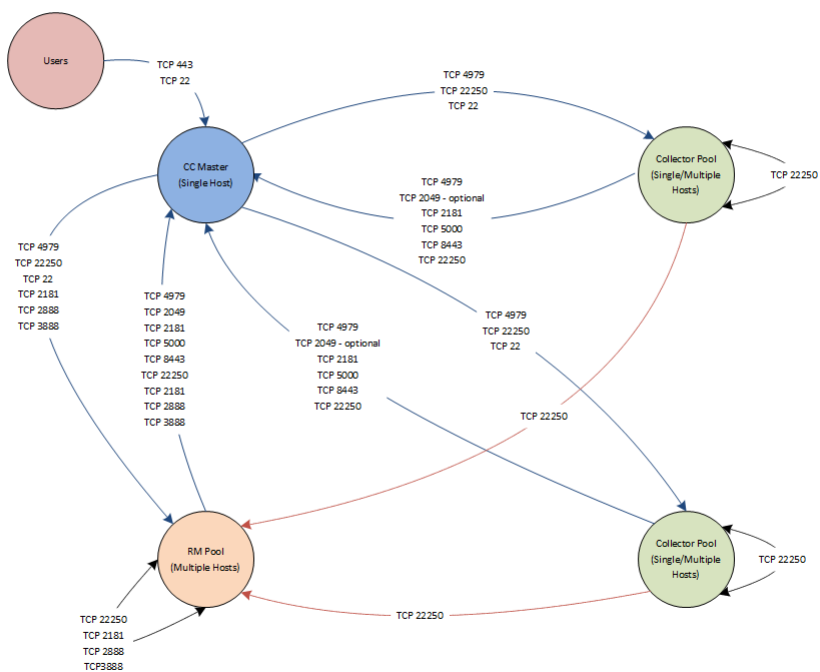 Users
TCP 443
TCP 22
TCP 4979
TCP 22250
TCP 22
CC Master
(Single Host)
Collector Pool
(Single/Multiple
Hosts)
TCP 22250
TCP 4979
TCP 2049 - optional
TCP 2181
TCP 5000
TCP 8443
TCP 22250
TCP 4979
TCP 22250
TCP 22
TCP 2181
TCP 2888
TCP 3888
TCP 4979
TCP 2049
TCP 2181
TCP 5000
TCP 8443
TCP 22250
TCP 2181
TCP 2888
TCP 3888
TCP 4979
TCP 2049 - optional
TCP 2181
TCP 5000
TCP 8443
TCP 22250
TCP 4979
TCP 22250
TCP 22
TCP 22250
RM Pool
(Multiple Hosts)
Collector Pool
(Single/Multiple
Hosts)
TCP 22250
TCP 22250
TCP 22250
TCP 2181
TCP 2888
TCP3888